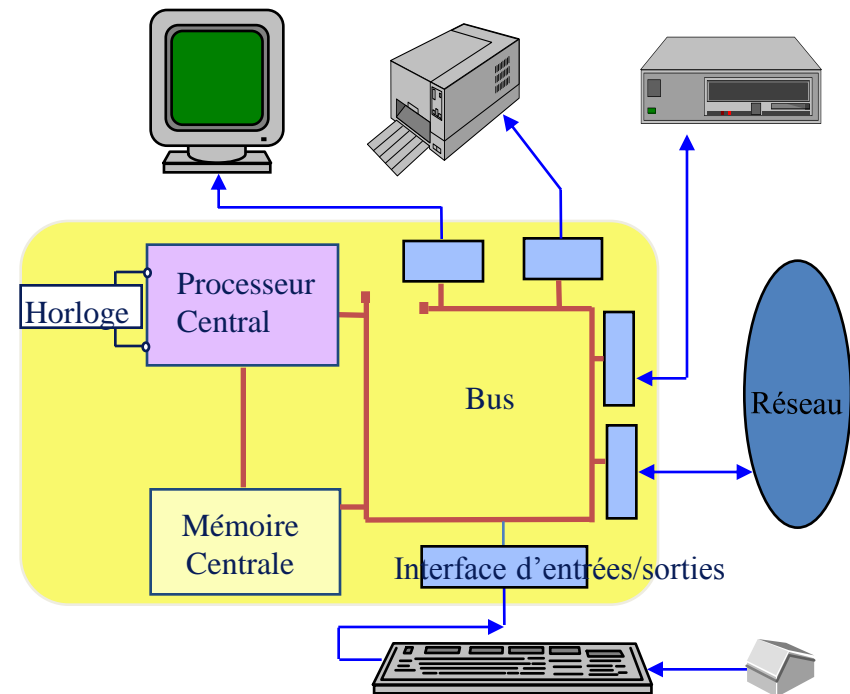 Horloge
Processeur
Central
Bus
Réseau
Mémoire
Centrale
Interface d'entrées/sorties